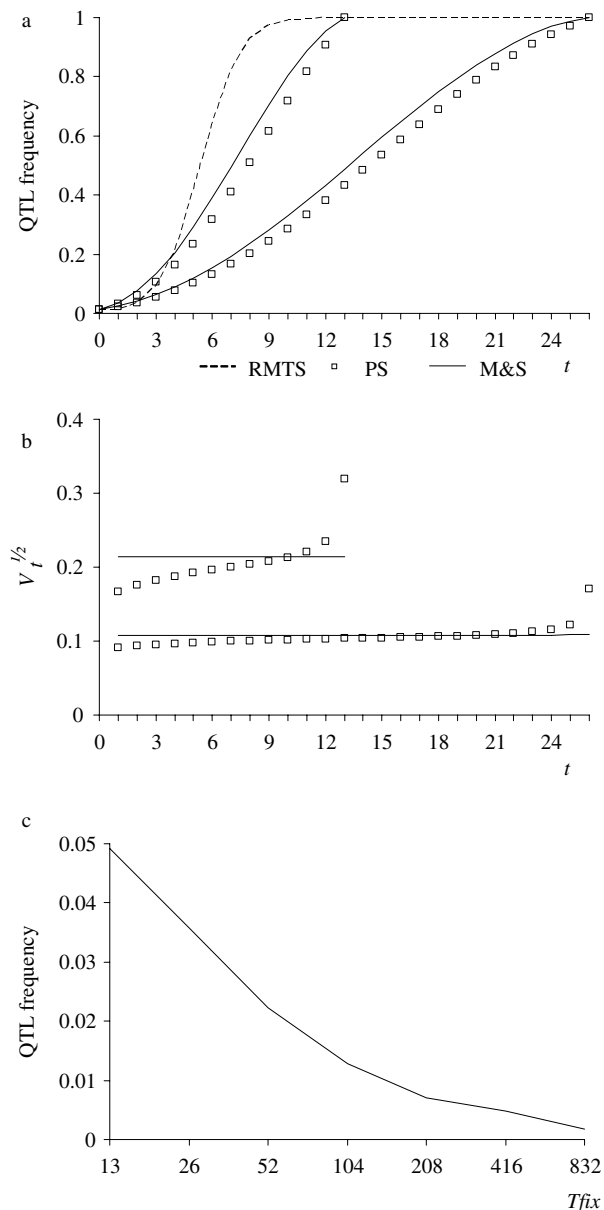 a
1
0.8
0.6
0.4
0.2
0
QTL frequency
0 3 6 9 12 15 18 21 24
t
RMTS PS M&S
b
0.4
0.3
0.2
0.1
0
V t ½
0 3 6 9 12 15 18 21 24
t
c
0.05
0.04
0.03
0.02
0.01
0
QTL frequency
13 26 52 104 208 416 832
Tfix